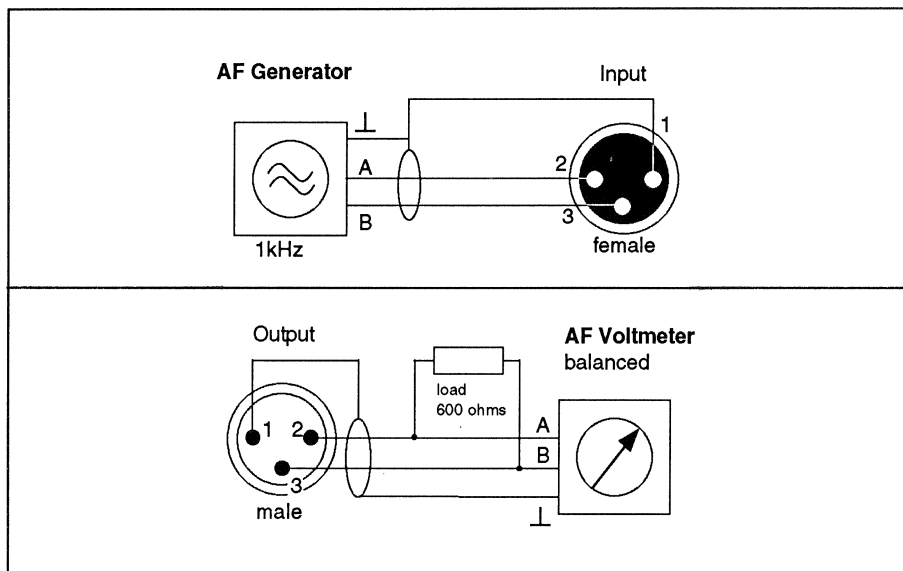 AF Generator
Input
⊥
1
A
2
B
3
1kHz
female
Output
AF Voltmeter
balanced
load
600 ohms
1
2
A
B
3
male
⊥